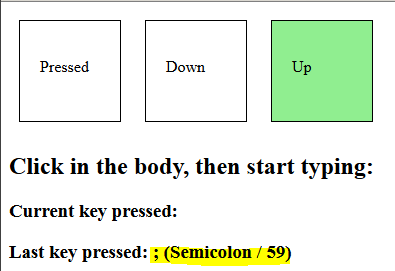 Pressed Down Up
Click in the body, then start typing:
Current key pressed:
Last key pressed: ; (Semicolon / 59)